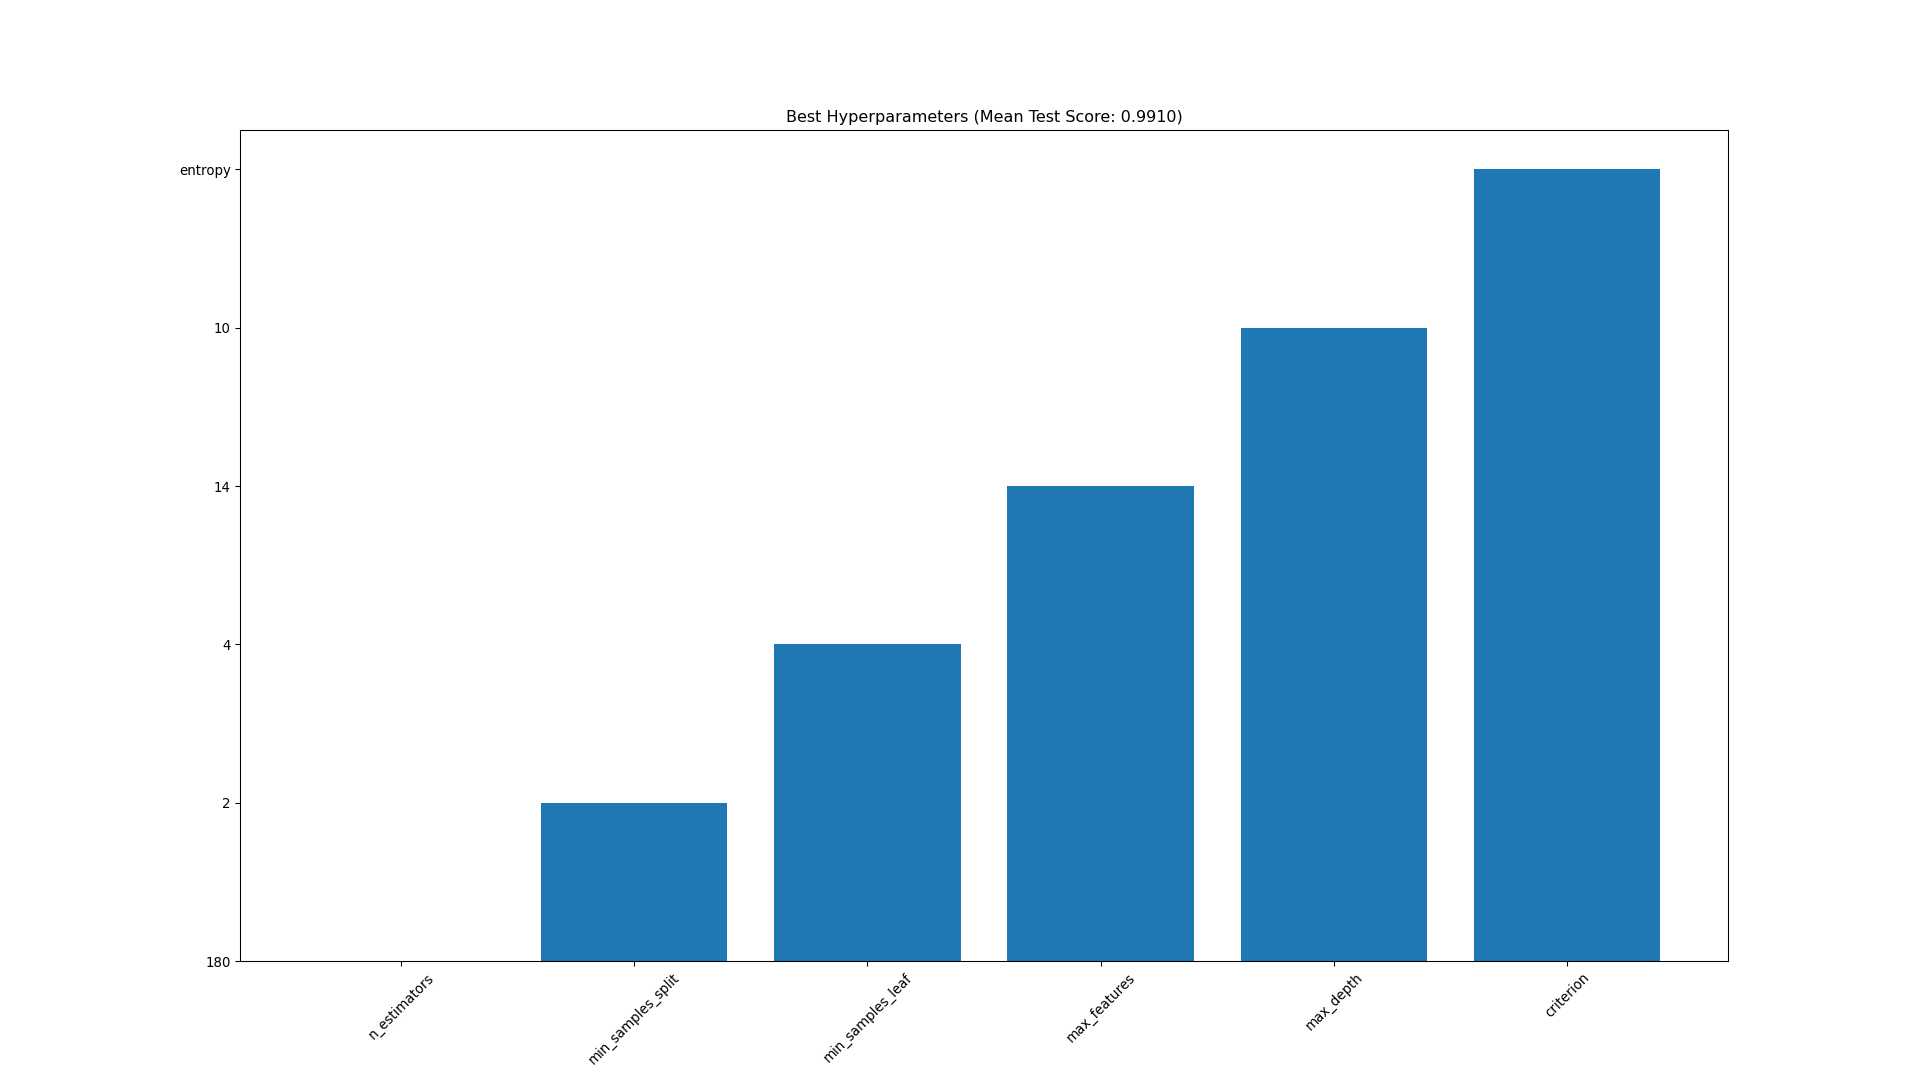 Best Hyperparameters (Mean Test Score: 0.9910)
entropy
10
14
4
2
180
n_estimators
min_samples_split
min_samples_leaf
max_features
max_depth
criterion